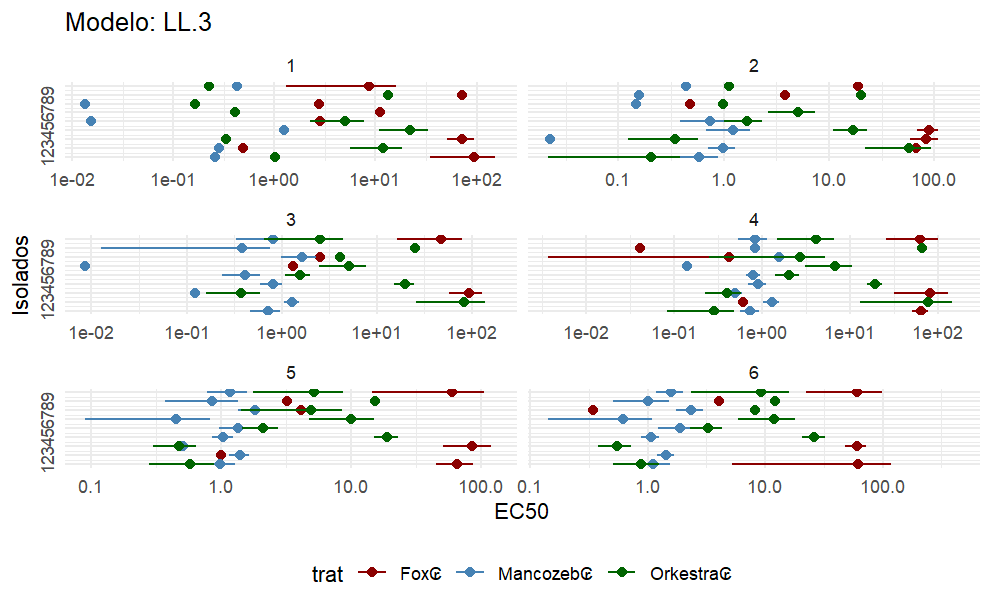 Modelo: LL.3
1 2
123456789
1e-02 1e-01 1e+00 1e+01 1e+02 0.1 1.0 10.0 100.0
3 4
Isolados
123456789
1e-02 1e-01 1e+00 1e+01 1e+02 1e-02 1e-01 1e+00 1e+01 1e+02
5 6
123456789
0.1 1.0 10.0 100.0 0.1 1.0 10.0 100.0
EC50
trat Fox₢ Mancozeb₢ Orkestra₢